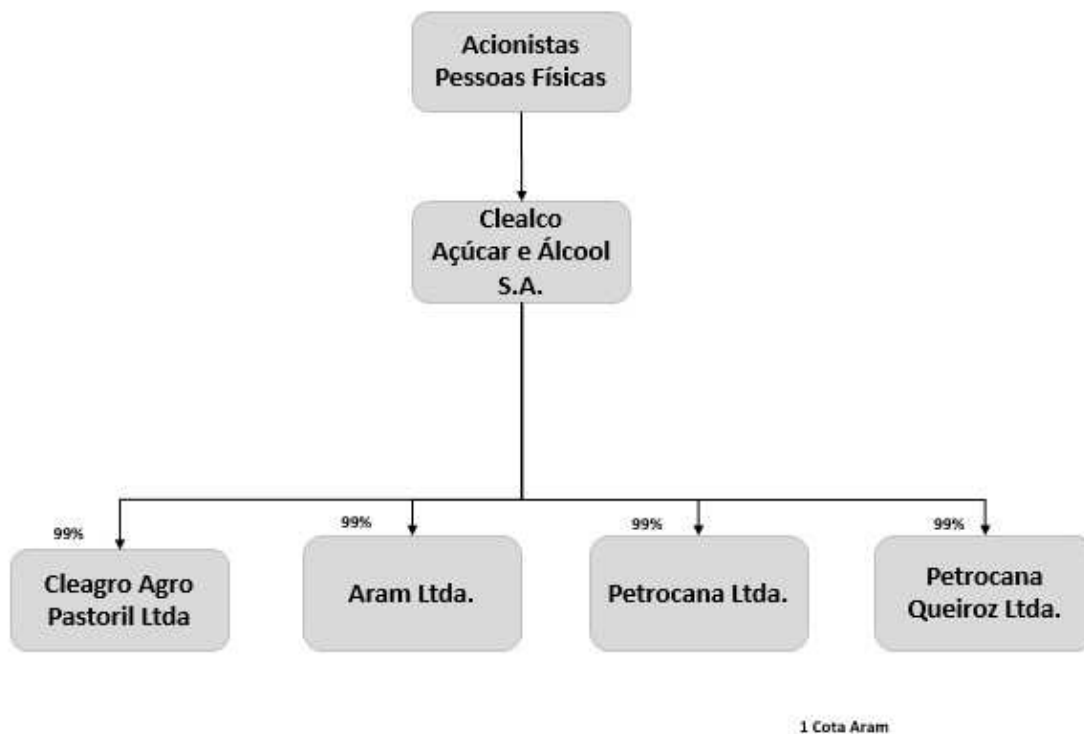 Acionistas
Pessoas Físicas
Clealco
Açúcar e Álcool
S.A.
99%
99%
99%
99%
Cleagro Agro
Pastoril Ltda
Aram Ltda.
Petrocana Ltda.
Petrocana
Queiroz Ltda.
1 Cota Aram